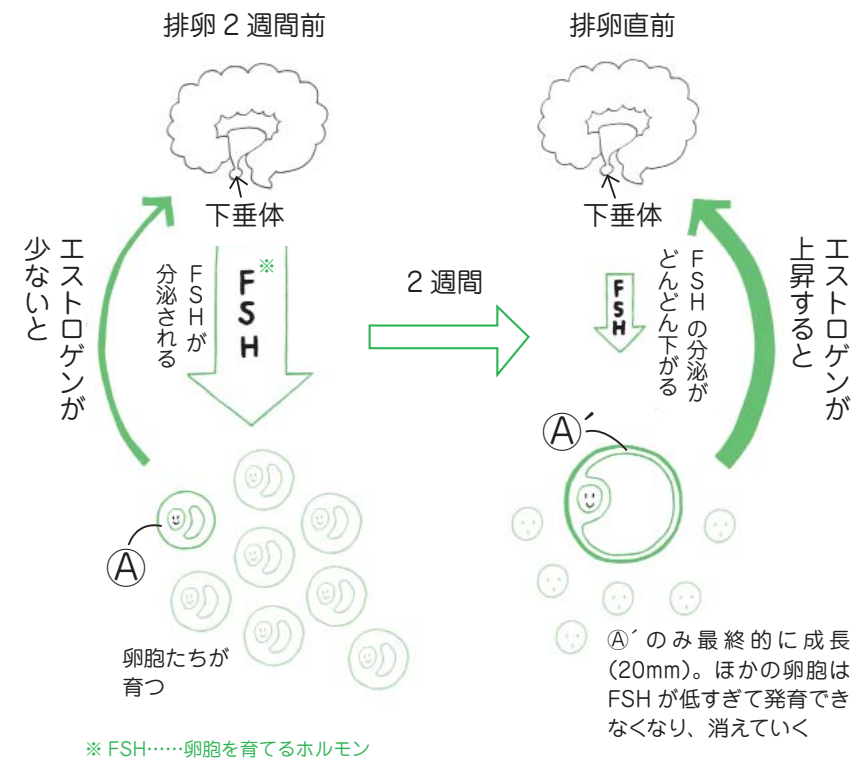 排卵2週間前
下垂体
エストロゲンが
少ないと
FSHが
分泌される
FSH※
卵胞たちが
育つ
Ⓐ
2週間
排卵直前
下垂体
エストロゲンが
上昇すると
FSHの分泌が
どんどん下がる
FSH
Ⓐ´
Ⓐ´のみ最終的に成長
(20mm)。ほかの卵胞は
FSHが低すぎて発育でき
なくなり、消えていく
※FSH……卵胞を育てるホルモン